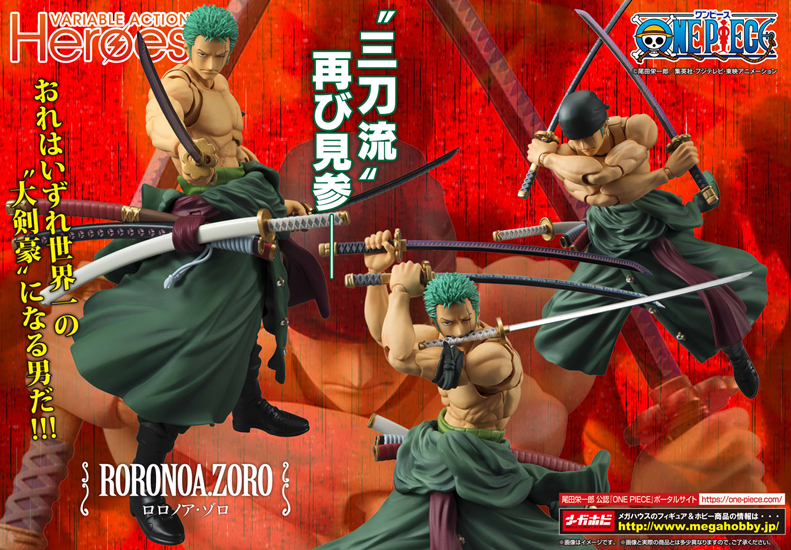 VARIABLE ACTION
Heroes
"三刀流"
再び見参―
ワンピース
ONE PIECE
©尾田栄一郎/集英社・フジテレビ・東映アニメーション
おれはいずれ世界一の
"大剣豪"になる男だ!!!
RORONOA.ZORO
ロロノア・ゾロ
尾田栄一郎 公認「ONE PIECE」ポータルサイト https://one-piece.com/
メガホビ
メガハウスのフィギュア&ホビー商品の情報は・・・
http://www.megahobby.jp/
※画像はイメージです。 ※画像と実際の商品とは多少異なりますので、ご了承ください。